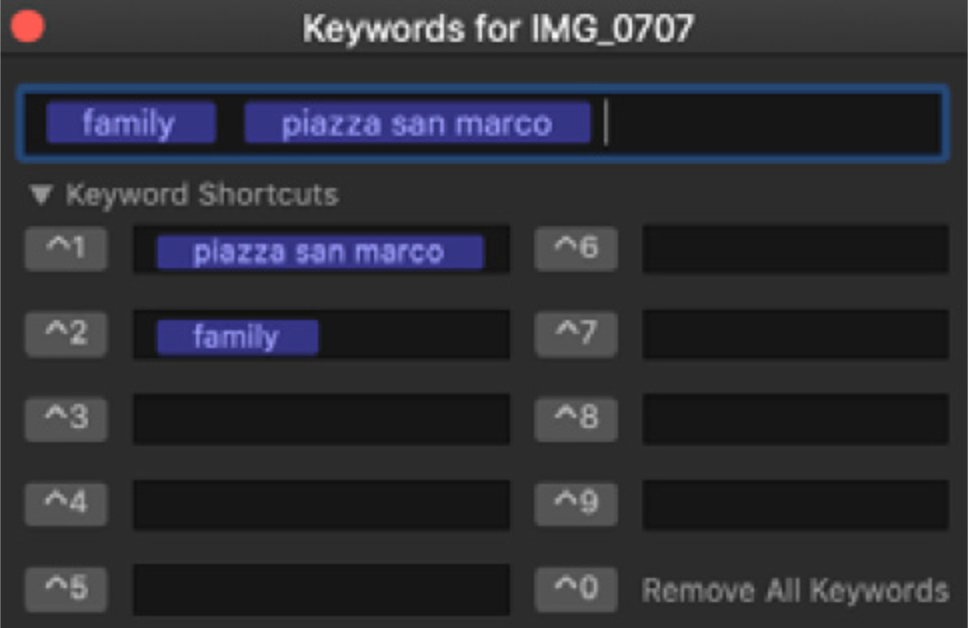 Keywords for IMG_0707
family piazza san marco
▼ Keyword Shortcuts
^1 piazza san marco ^6
^2 family ^7
^3 ^8
^4 ^9
^5 ^0 Remove All Keywords